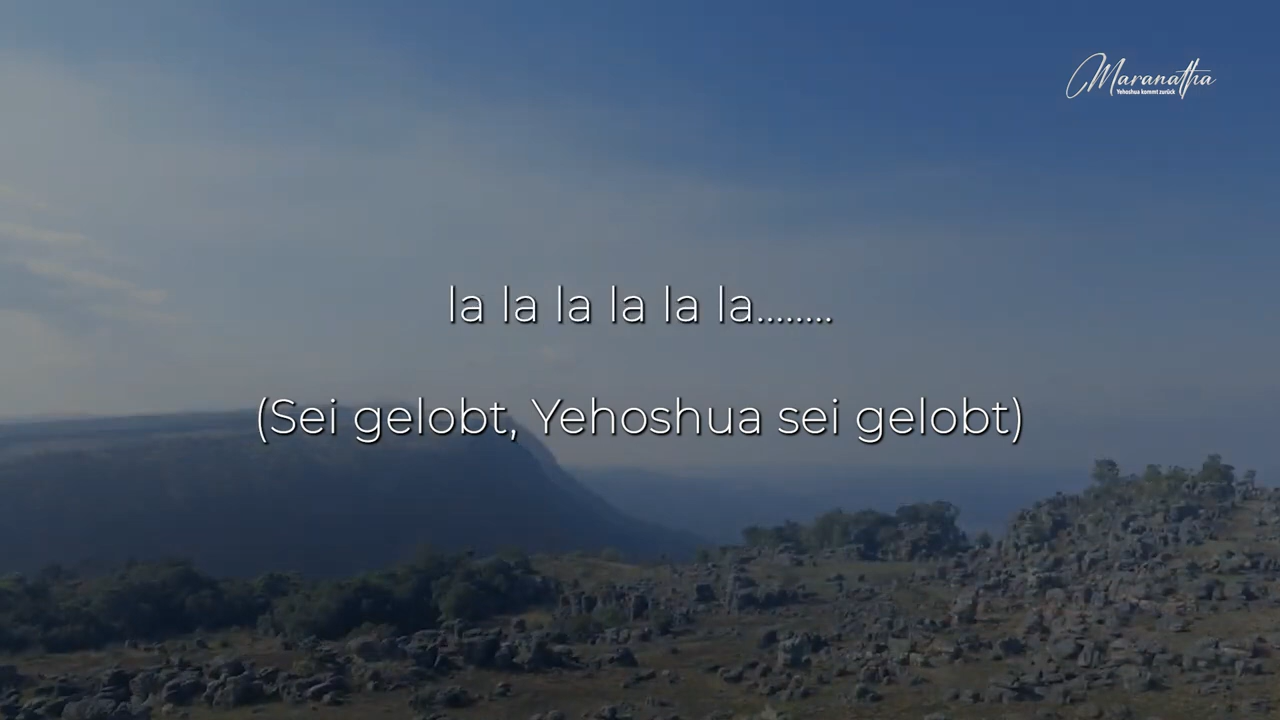 Maranatha
Yehoshua kommt zurück
la la la la la la........
(Sei gelobt, Yehoshua sei gelobt)